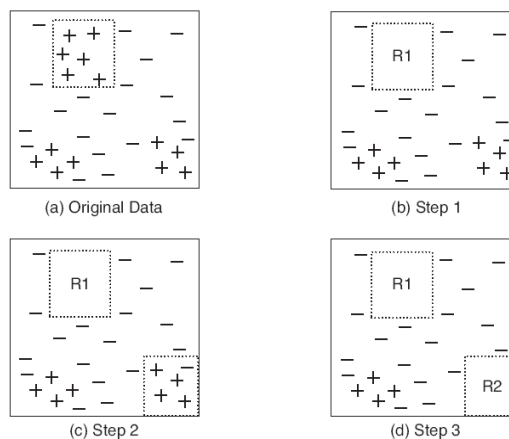 R1
(a) Original Data
(b) Step 1
R1
R1
R2
(c) Step 2
(d) Step 3